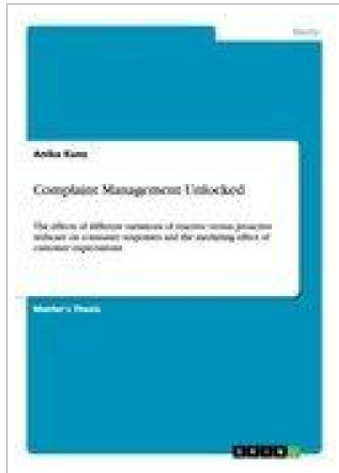 Anika Kunz
Complaint Management Unlocked
The effects of different variations of reactive versus proactive
webcare on consumer responses and the mediating effect of
customer expectations
Master's Thesis
GRIN